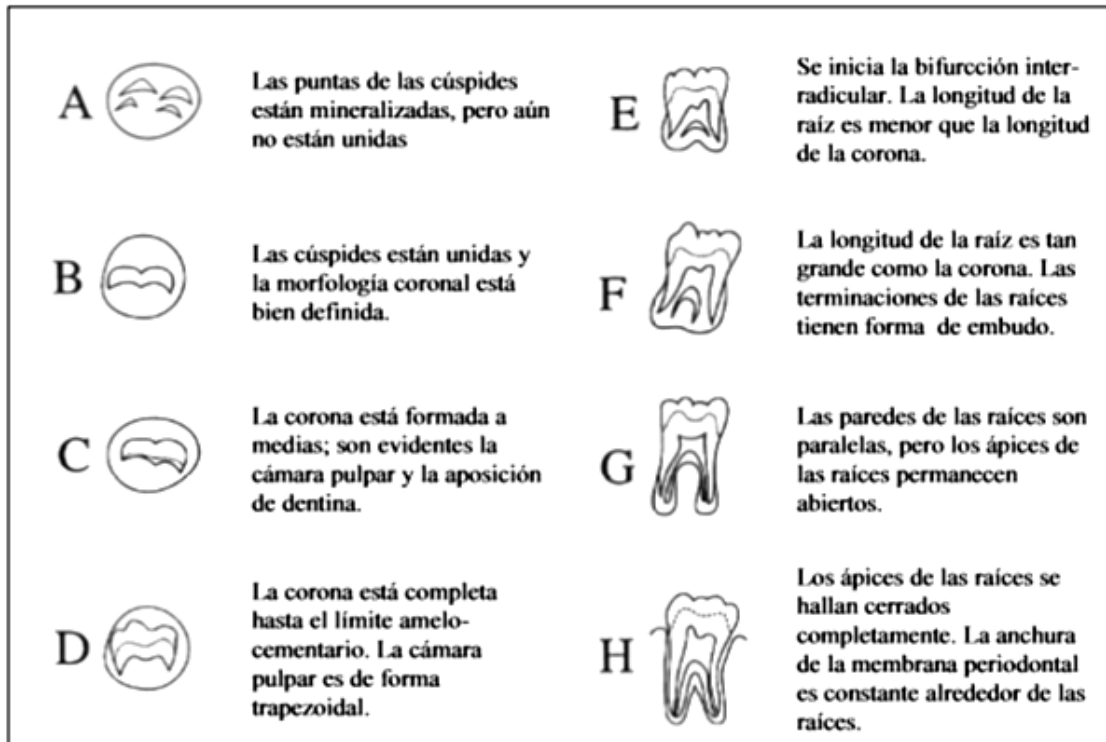 A
Las puntas de las cúspides
están mineralizadas, pero aún
no están unidas
B
Las cúspides están unidas y
la morfología coronal está
bien definida.
C
La corona está formada a
medias; son evidentes la
cámara pulpar y la aposición
de dentina.
D
La corona está completa
hasta el límite amelo-
cementario. La cámara
pulpar es de forma
trapezoidal.
E
Se inicia la bifurcción inter-
radicular. La longitud de la
raíz es menor que la longitud
de la corona.
F
La longitud de la raíz es tan
grande como la corona. Las
terminaciones de las raíces
tienen forma de embudo.
G
Las paredes de las raíces son
paralelas, pero los ápices de
las raíces permanecen
abiertos.
H
Los ápices de las raíces se
hallan cerrados
completamente. La anchura
de la membrana periodontal
es constante alrededor de las
raíces.